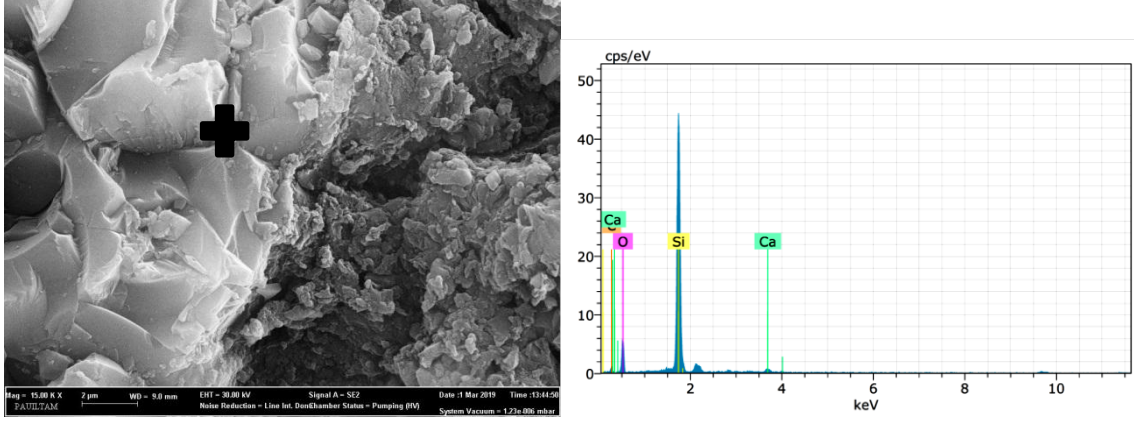 Mag = 15.00 K X
2 µm
WD = 9.0 mm
EHT = 30.00 kV
Signal A = SE2
Date :1 Mar 2019
Time :13:44:50
PAUILTAM
Noise Reduction = Line Int. Done
Chamber Status = Pumping (HV)
System Vacuum = 1.23e-006 mbar
cps/eV
50
40
30
20
10
0
Ca
O
Si
Ca
2
4
6
8
10
keV